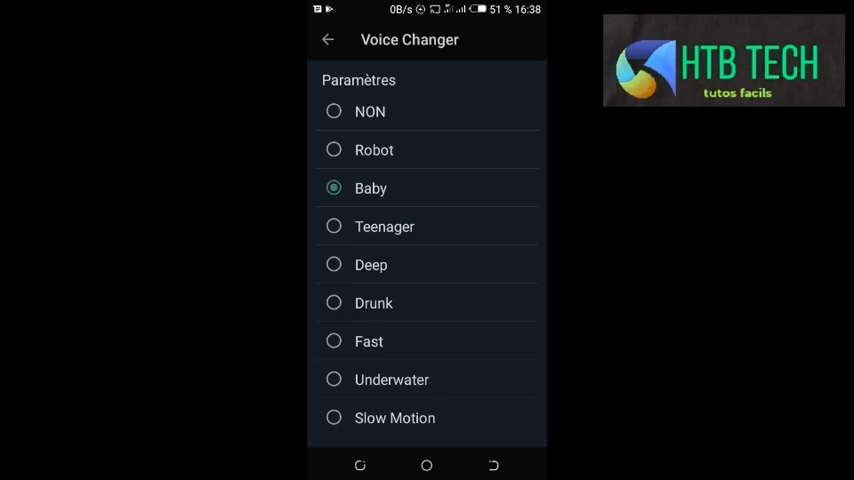 0B/s 51 % 16:38
Voice Changer
HTB TECH
tutos facils
Paramètres
NON
Robot
Baby
Teenager
Deep
Drunk
Fast
Underwater
Slow Motion